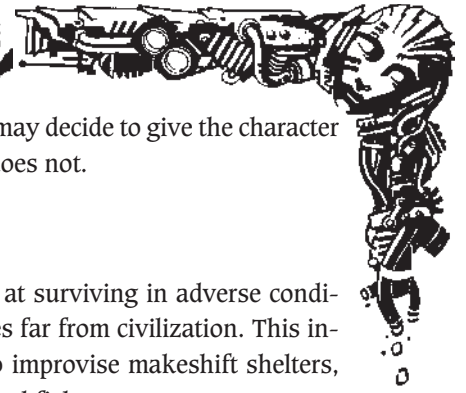 may decide to give the character
oes not.
at surviving in adverse condi-
es far from civilization. This in-
o improvise makeshift shelters,